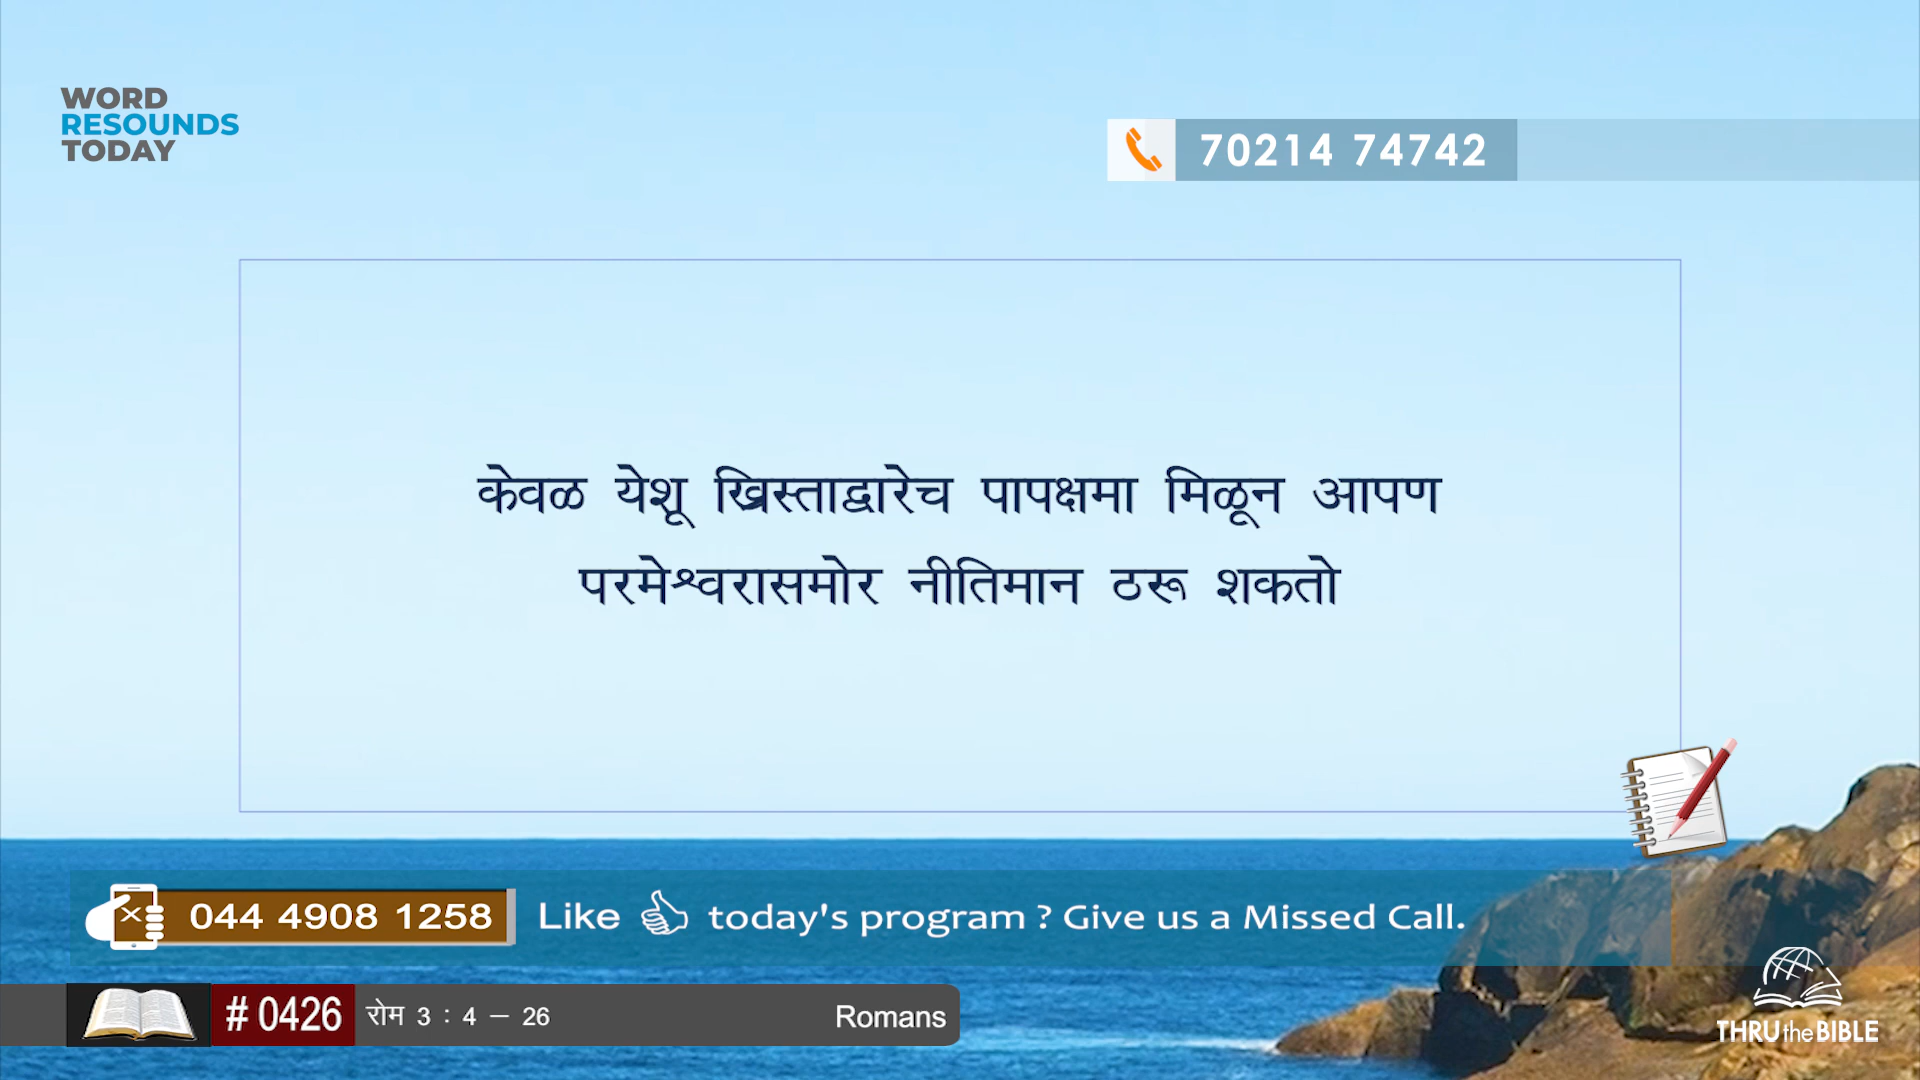 WORD
RESOUNDS
TODAY
70214 74742
केवळ येशू ख्रिस्ताद्वारेच पापक्षमा मिळून आपण
परमेश्वरासमोर नीतिमान ठरू शकतो
044 4908 1258 Like today's program ? Give us a Missed Call.
# 0426 रोम 3 : 4 – 26 Romans
THRU the BIBLE